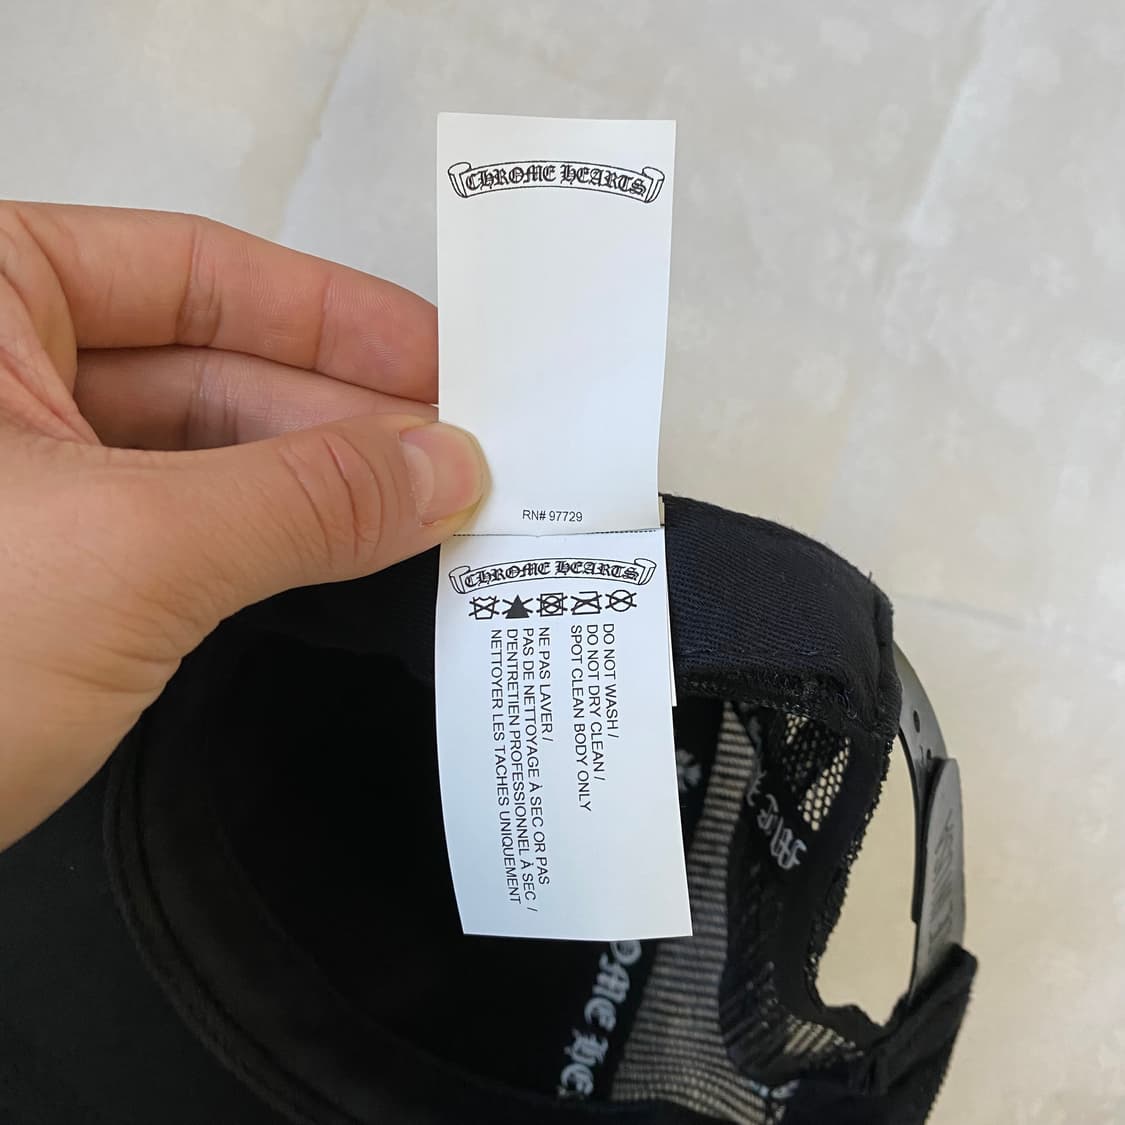 CHROME HEARTS
RN# 97729
CHROME HEARTS
DO NOT WASH /
DO NOT DRY CLEAN /
SPOT CLEAN BODY ONLY
NE PAS LAVER /
PAS DE NETTOYAGE À SEC OR PAS
D'ENTRETIEN PROFESSIONNEL À SEC /
NETTOYER LES TACHES UNIQUEMENT